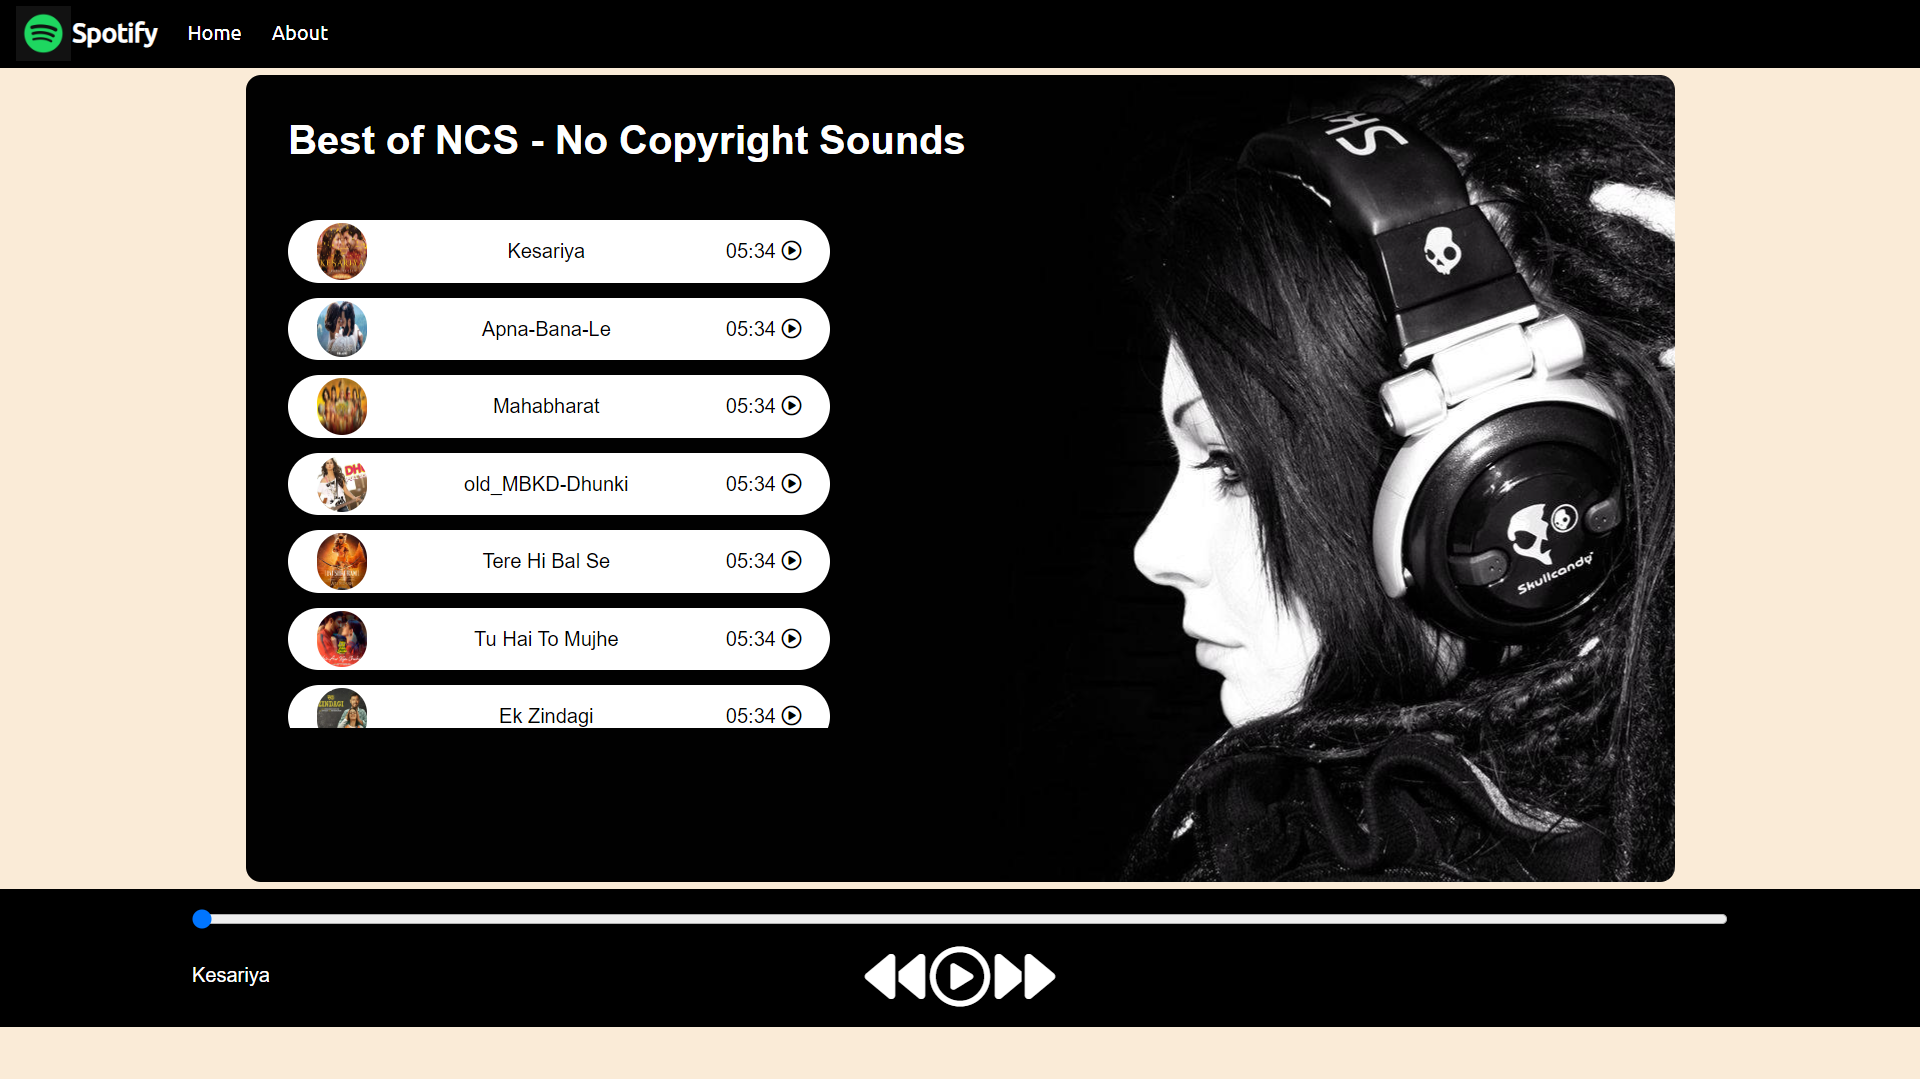 Spotify Home About
Best of NCS - No Copyright Sounds
KESARIYA
Kesariya 05:34
Apna-Bana-Le 05:34
Mahabharat 05:34
old_MBKD-Dhunki 05:34
Tere Hi Bal Se 05:34
Tu Hai To Mujhe 05:34
ZINDAGI
Ek Zindagi 05:34
Skullcandy
Kesariya